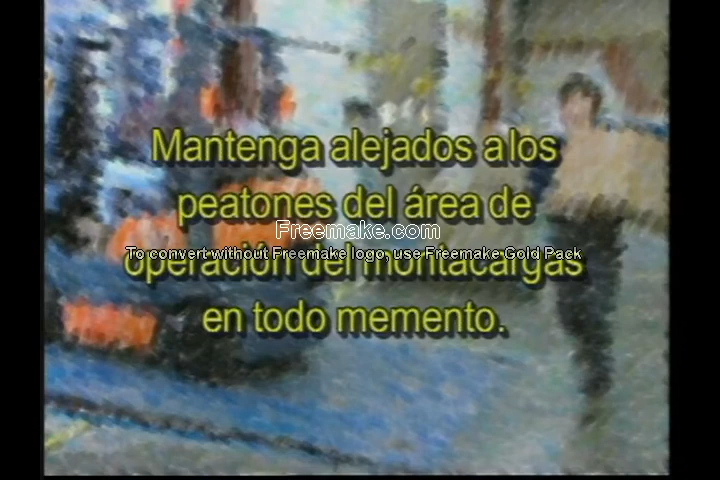 Mantenga alejados a los
peatones del área de
Freemake.com
To convert without Freemake logo, use Freemake Gold Pack
operación del montacargas
en todo memento.